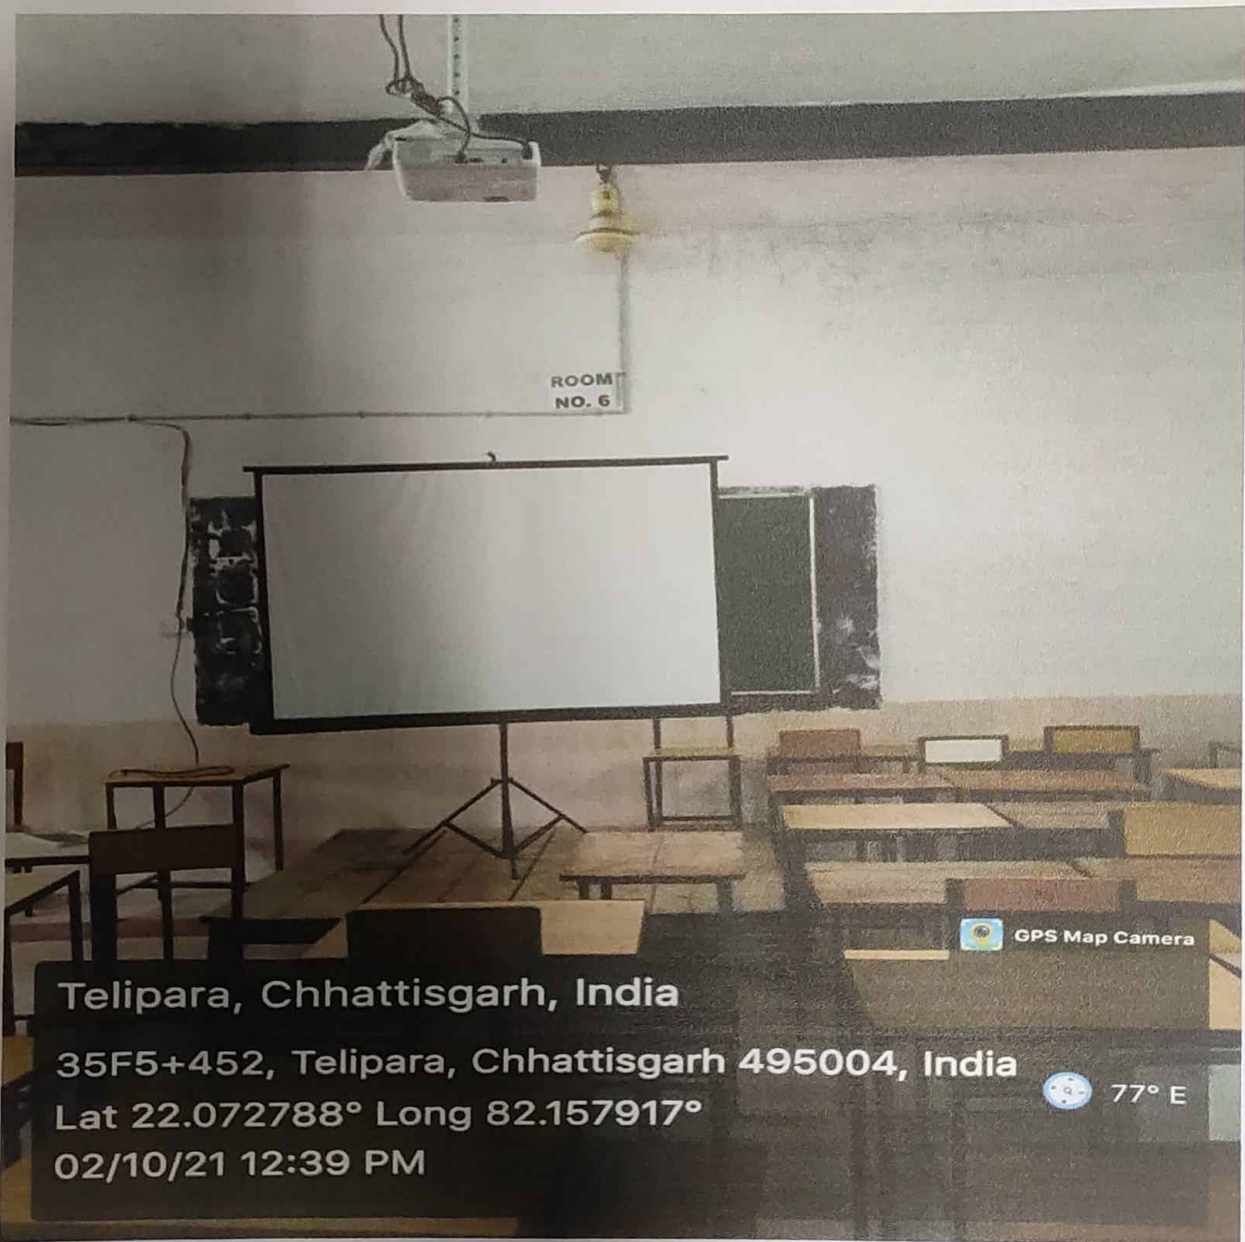 ROOM
NO. 6
GPS Map Camera
Telipara, Chhattisgarh, India
35F5+452, Telipara, Chhattisgarh 495004, India
Lat 22.072788° Long 82.157917°
77° E
02/10/21 12:39 PM